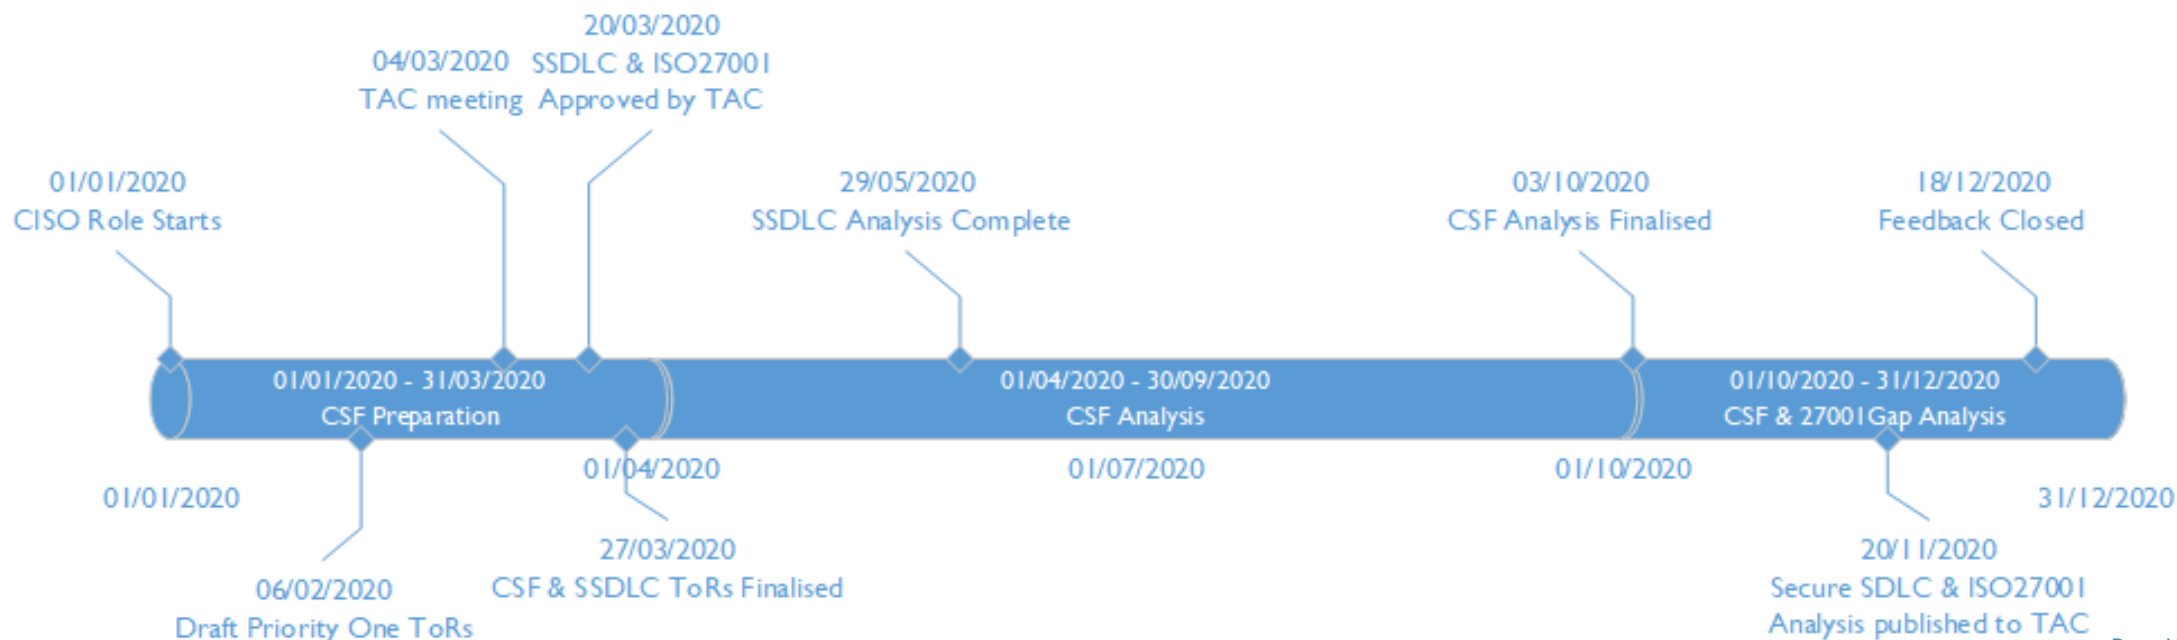 20/03/2020
SSDLC & ISO27001
Approved by TAC
04/03/2020
TAC meeting
01/01/2020
CISO Role Starts
29/05/2020
SSDLC Analysis Complete
03/10/2020
CSF Analysis Finalised
18/12/2020
Feedback Closed
01/01/2020 - 31/03/2020
CSF Preparation
01/04/2020 - 30/09/2020
CSF Analysis
01/10/2020 - 31/12/2020
CSF & 27001Gap Analysis
01/01/2020
01/04/2020
01/07/2020
01/10/2020
31/12/2020
06/02/2020
Draft Priority One ToRs
27/03/2020
CSF & SSDLC ToRs Finalised
20/11/2020
Secure SDLC & ISO27001
Analysis published to TAC